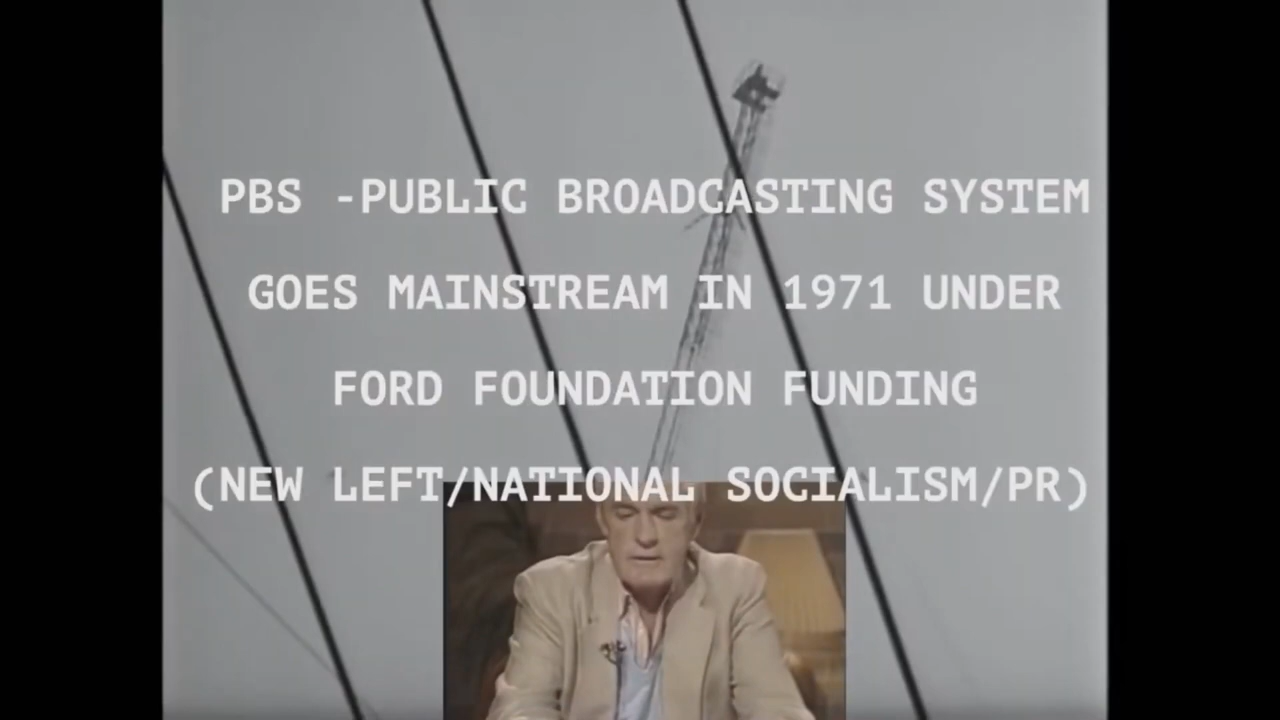 PBS -PUBLIC BROADCASTING SYSTEM
GOES MAINSTREAM IN 1971 UNDER
FORD FOUNDATION FUNDING
(NEW LEFT/NATIONAL SOCIALISM/PR)